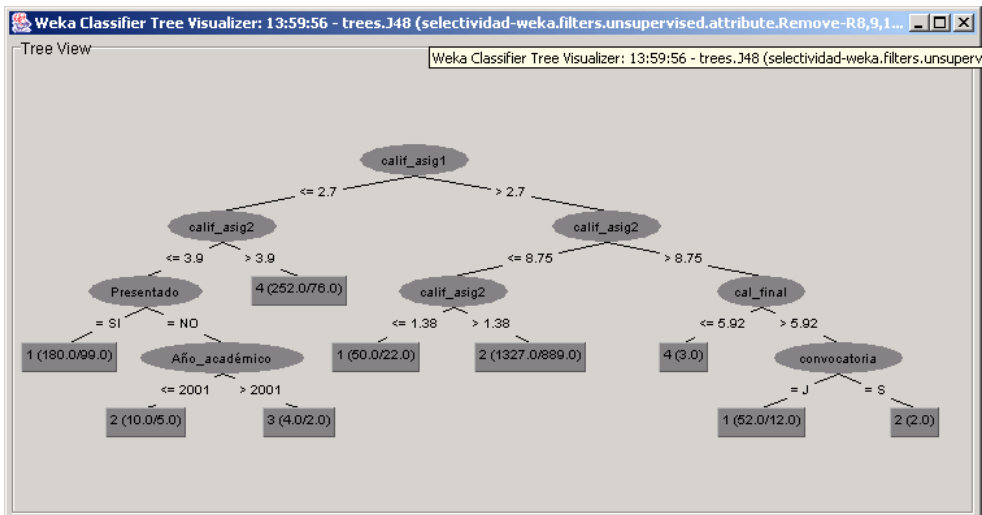 Weka Classifier Tree Visualizer: 13:59:56 - trees.J48 (selectividad-weka.filters.unsupervised.attribute.Remove-R8,9,1...
Tree View
Weka Classifier Tree Visualizer: 13:59:56 - trees.J48 (selectividad-weka.filters.unsuperv
calif_asig1
<= 2.7
> 2.7
calif_asig2
calif_asig2
<= 3.9
> 3.9
<= 8.75
> 8.75
Presentado
4 (252.0/76.0)
calif_asig2
cal_final
= SI
= NO
<= 1.38
> 1.38
<= 5.92
> 5.92
1 (180.0/99.0)
Año_académico
1 (50.0/22.0)
2 (1327.0/889.0)
4 (3.0)
convocatoria
<= 2001
> 2001
= J
= S
2 (10.0/5.0)
3 (4.0/2.0)
1 (52.0/12.0)
2 (2.0)